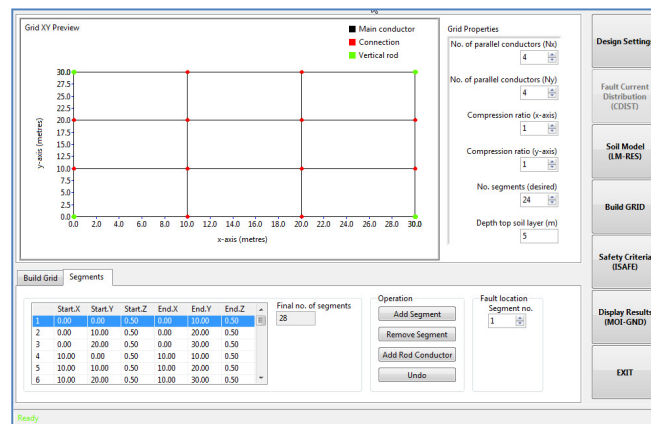 Grid XY Preview
Main conductor
Connection
Vertical rod
30.0
27.5
25.0
22.5
20.0
17.5
15.0
12.5
10.0
7.5
5.0
2.5
0.0
y-axis (metres)
0.0 2.0 4.0 6.0 8.0 10.0 12.0 14.0 16.0 18.0 20.0 22.0 24.0 26.0 28.0 30.0
x-axis (metres)
Grid Properties
No. of parallel conductors (Nx)
4
No. of parallel conductors (Ny)
4
Compression ratio (x-axis)
1
Compression ratio (y-axis)
1
No. segments (desired)
24
Depth top soil layer (m)
5
Design Settings
Fault Current
Distribution
(CDIST)
Soil Model
(LM-RES)
Build GRID
Safety Criteria
(ISAFE)
Display Results
(MOI-GND)
EXIT
Build Grid Segments
Start.X Start.Y Start.Z End.X End.Y End.Z
1 0.00 0.00 0.50 0.00 10.00 0.50
2 0.00 10.00 0.50 0.00 20.00 0.50
3 0.00 20.00 0.50 0.00 30.00 0.50
4 10.00 0.00 0.50 10.00 10.00 0.50
5 10.00 10.00 0.50 10.00 20.00 0.50
6 10.00 20.00 0.50 10.00 30.00 0.50
Final no. of segments
28
Operation
Add Segment
Remove Segment
Add Rod Conductor
Undo
Fault location
Segment no.
1
Ready